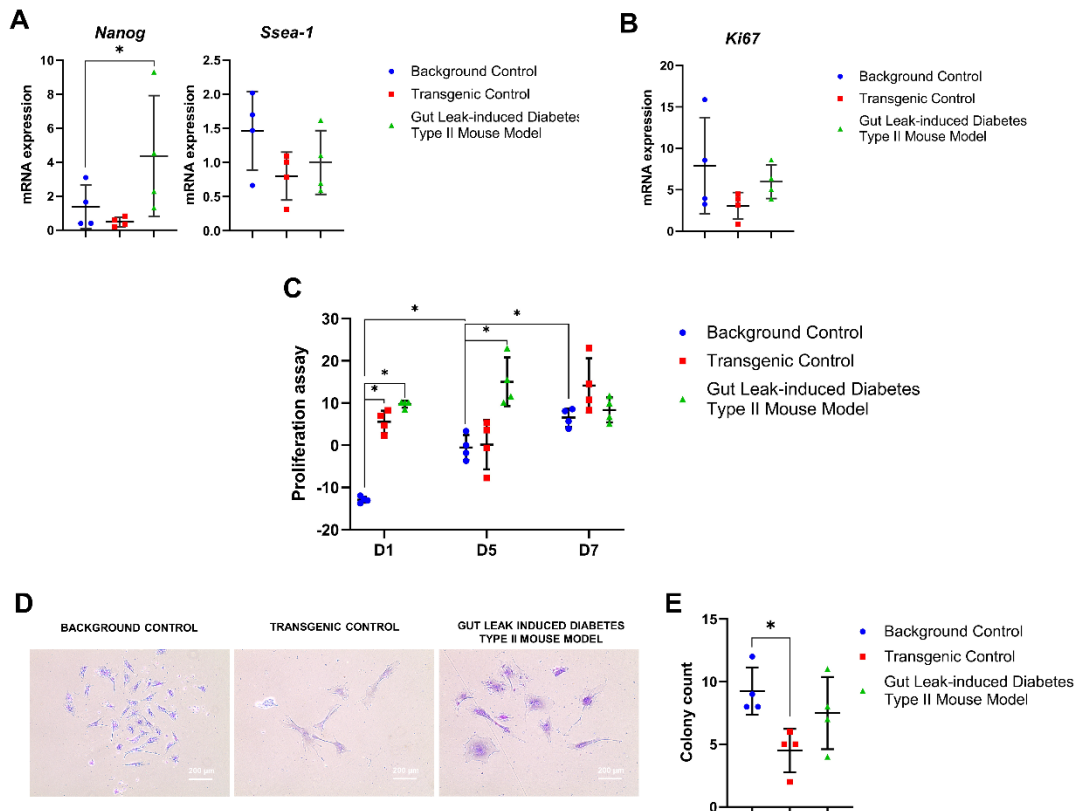 A
Nanog
*
mRNA expression
10
8
6
4
2
0
Ssea-1
mRNA expression
2.5
2.0
1.5
1.0
0.5
0.0
Background Control
Transgenic Control
Gut Leak-induced Diabetes
Type II Mouse Model
B
Ki67
mRNA expression
20
15
10
5
0
Background Control
Transgenic Control
Gut Leak-induced Diabetes
Type II Mouse Model
C
Proliferation assay
30
20
10
0
-10
-20
* * * * *
D1 D5 D7
Background Control
Transgenic Control
Gut Leak-induced Diabetes
Type II Mouse Model
D
BACKGROUND CONTROL
200 µm
TRANSGENIC CONTROL
200 µm
GUT LEAK INDUCED DIABETES
TYPE II MOUSE MODEL
200 µm
E
Colony count
15
10
5
0
*
Background Control
Transgenic Control
Gut Leak-induced Diabetes
Type II Mouse Model